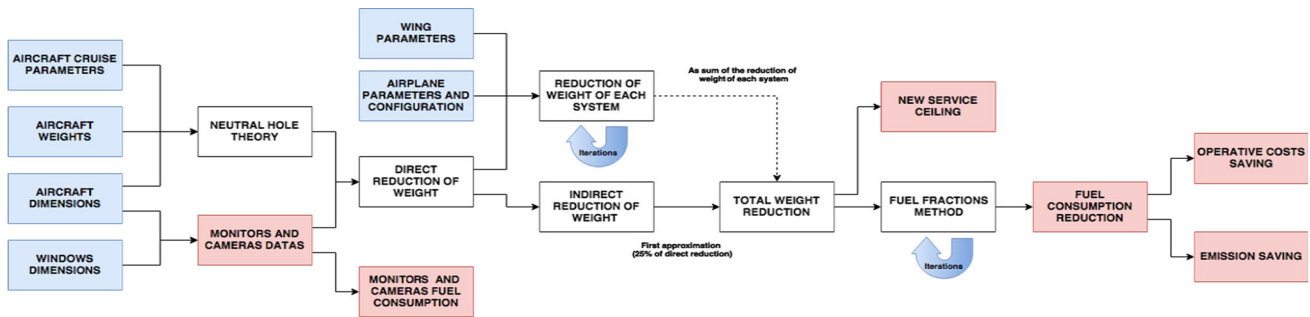 AIRCRAFT CRUISE
PARAMETERS
AIRCRAFT
WEIGHTS
AIRCRAFT
DIMENSIONS
WINDOWS
DIMENSIONS
NEUTRAL HOLE
THEORY
MONITORS AND
CAMERAS DATAS
WING
PARAMETERS
AIRPLANE
PARAMETERS AND
CONFIGURATION
DIRECT
REDUCTION OF
WEIGHT
MONITORS AND
CAMERAS FUEL
CONSUMPTION
REDUCTION OF
WEIGHT OF EACH
SYSTEM
Iterations
INDIRECT
REDUCTION OF
WEIGHT
As sum of the reduction of
weight of each system
First approximation
(25% of direct reduction)
TOTAL WEIGHT
REDUCTION
NEW SERVICE
CEILING
FUEL FRACTIONS
METHOD
Iterations
FUEL
CONSUMPTION
REDUCTION
OPERATIVE COSTS
SAVING
EMISSION SAVING